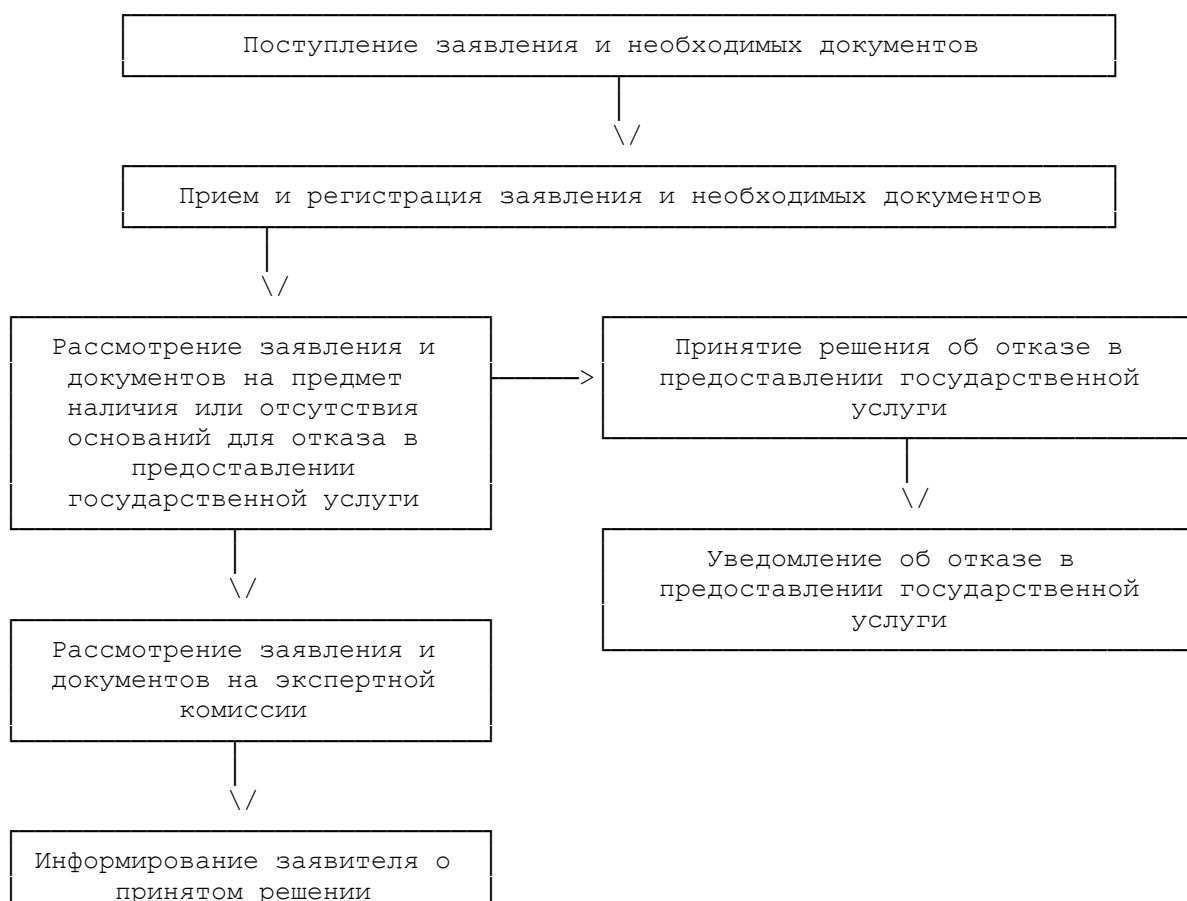 Поступление заявления и необходимых документов
Прием и регистрация заявления и необходимых документов
Рассмотрение заявления и
документов на предмет
наличия или отсутствия
оснований для отказа в
предоставлении
государственной услуги
Принятие решения об отказе в
предоставлении государственной
услуги
Уведомление об отказе в
предоставлении государственной
услуги
Рассмотрение заявления и
документов на экспертной
комиссии
Информирование заявителя о
принятом решении